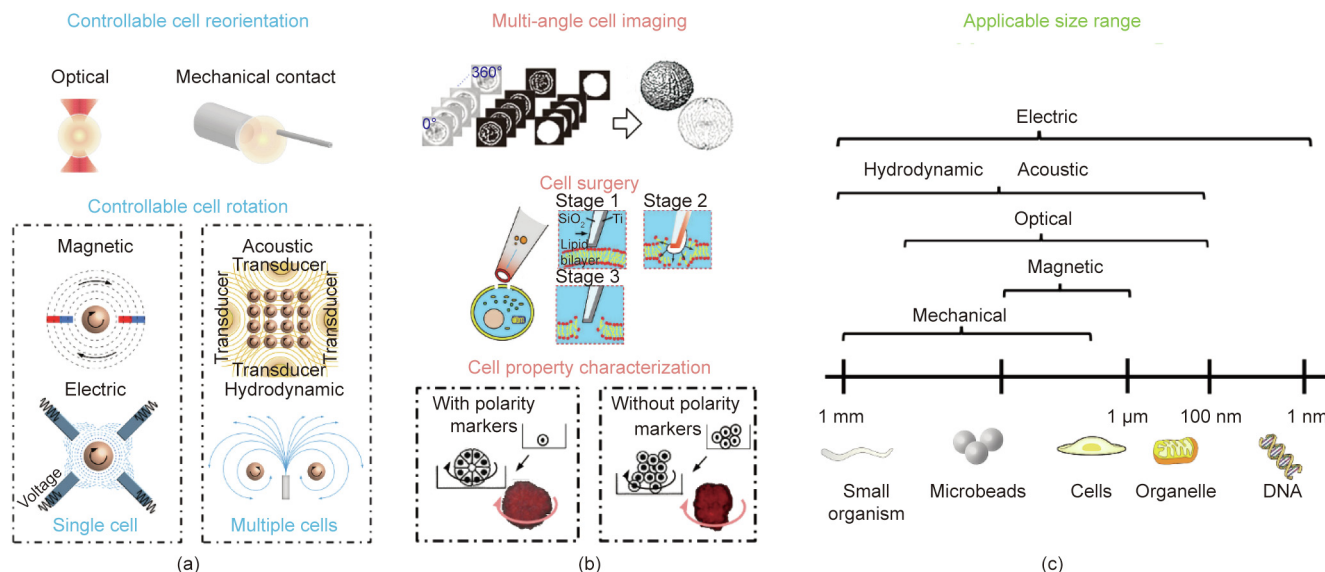 Controllable cell reorientation
Optical
Mechanical contact
Controllable cell rotation
Magnetic
Acoustic
Transducer
Transducer
Transducer
Transducer
Electric
Hydrodynamic
Voltage
Single cell
Multiple cells
(a)
Multi-angle cell imaging
360°
0°
Cell surgery
Stage 1
Stage 2
SiO₂
Ti
Lipid
bilayer
Stage 3
Cell property characterization
With polarity
markers
Without polarity
markers
(b)
Applicable size range
Electric
Hydrodynamic
Acoustic
Optical
Magnetic
Mechanical
1 mm
1 μm
100 nm
1 nm
Small
organism
Microbeads
Cells
Organelle
DNA
(c)